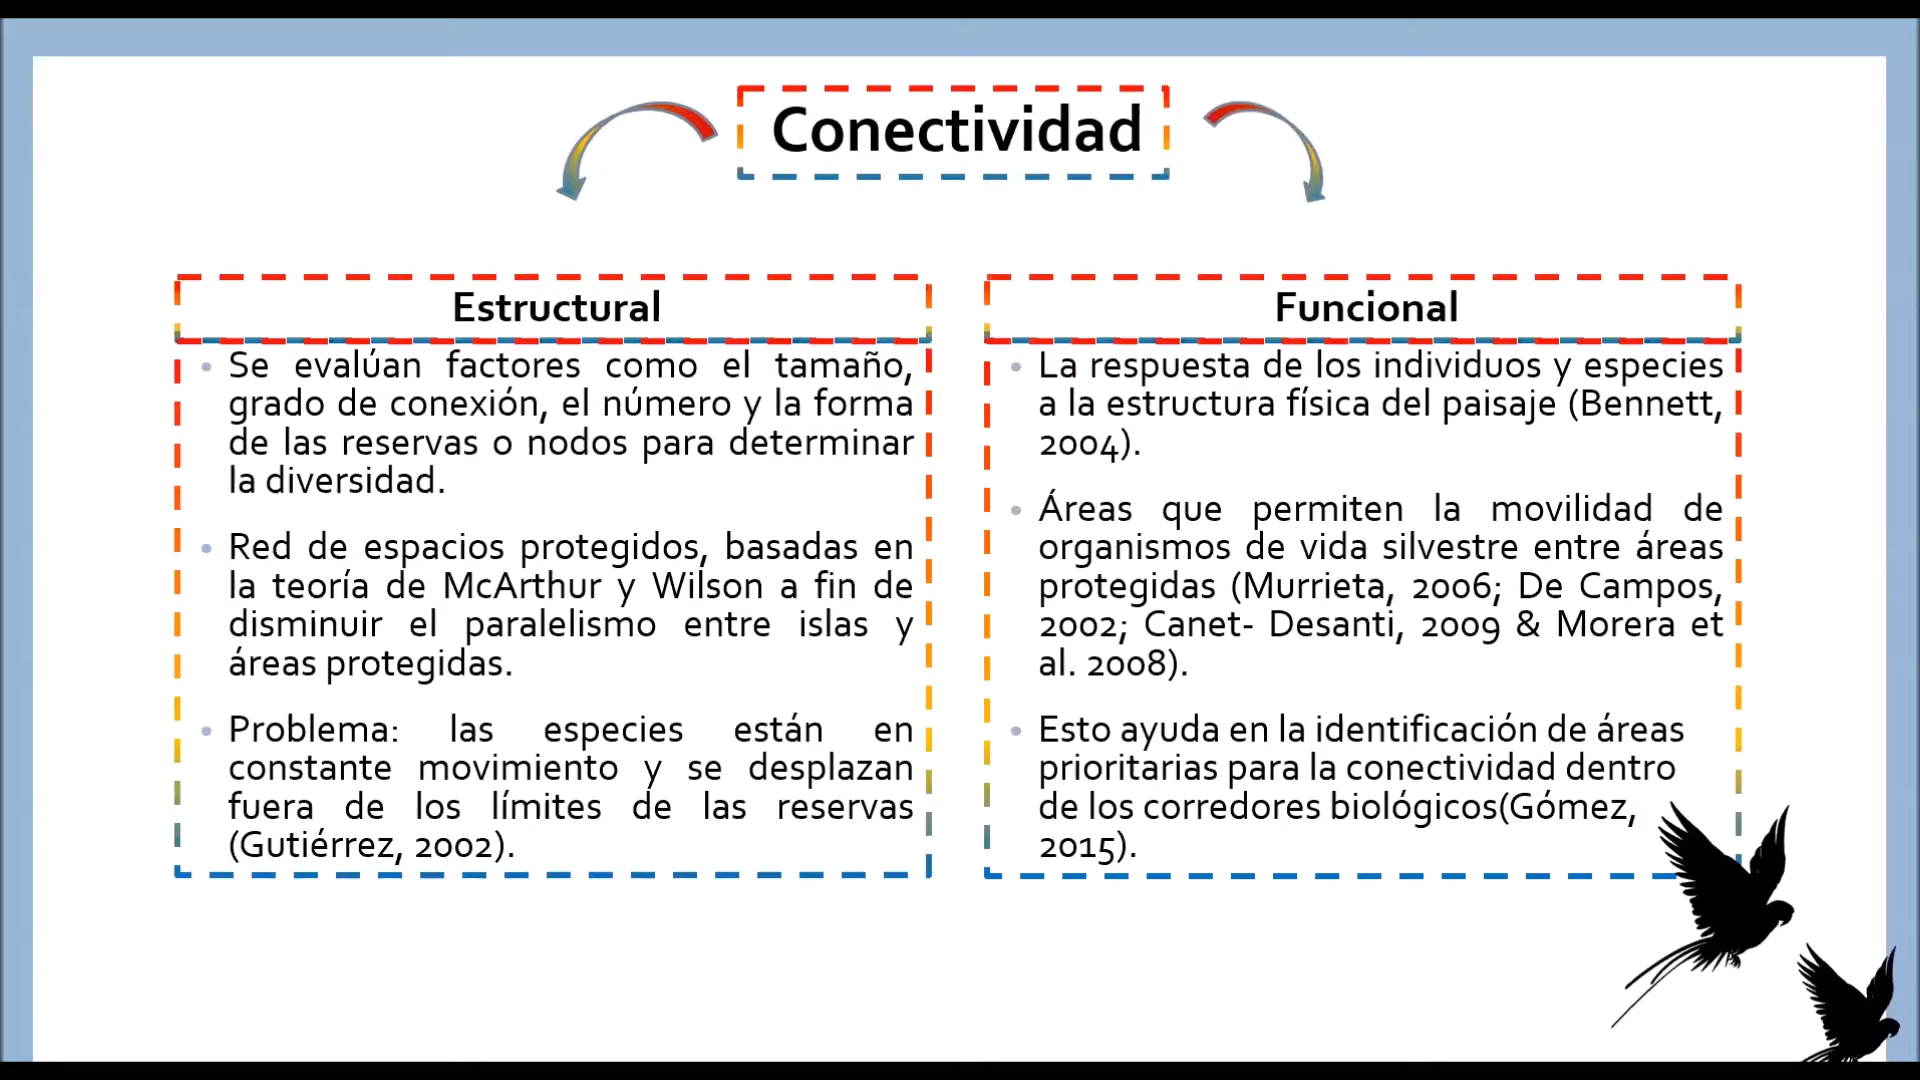 Conectividad
Estructural
• Se evalúan factores como el tamaño,
grado de conexión, el número y la forma
de las reservas o nodos para determinar
la diversidad.
• Red de espacios protegidos, basadas en
la teoría de McArthur y Wilson a fin de
disminuir el paralelismo entre islas y
áreas protegidas.
• Problema: las especies están en
constante movimiento y se desplazan
fuera de los límites de las reservas
(Gutiérrez, 2002).
Funcional
• La respuesta de los individuos y especies
a la estructura física del paisaje (Bennett,
2004).
• Áreas que permiten la movilidad de
organismos de vida silvestre entre áreas
protegidas (Murrieta, 2006; De Campos,
2002; Canet- Desanti, 2009 & Morera et
al. 2008).
• Esto ayuda en la identificación de áreas
prioritarias para la conectividad dentro
de los corredores biológicos(Gómez,
2015).